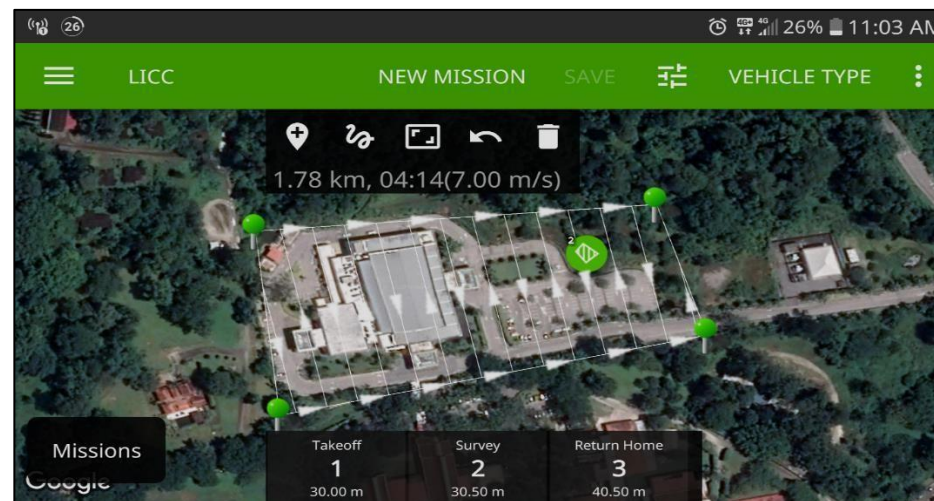 26 26% 11:03 AM
LICC NEW MISSION SAVE VEHICLE TYPE
1.78 km, 04:14(7.00 m/s)
2
Missions
Google
Takeoff Survey Return Home
1 2 3
30.00 m 30.50 m 40.50 m